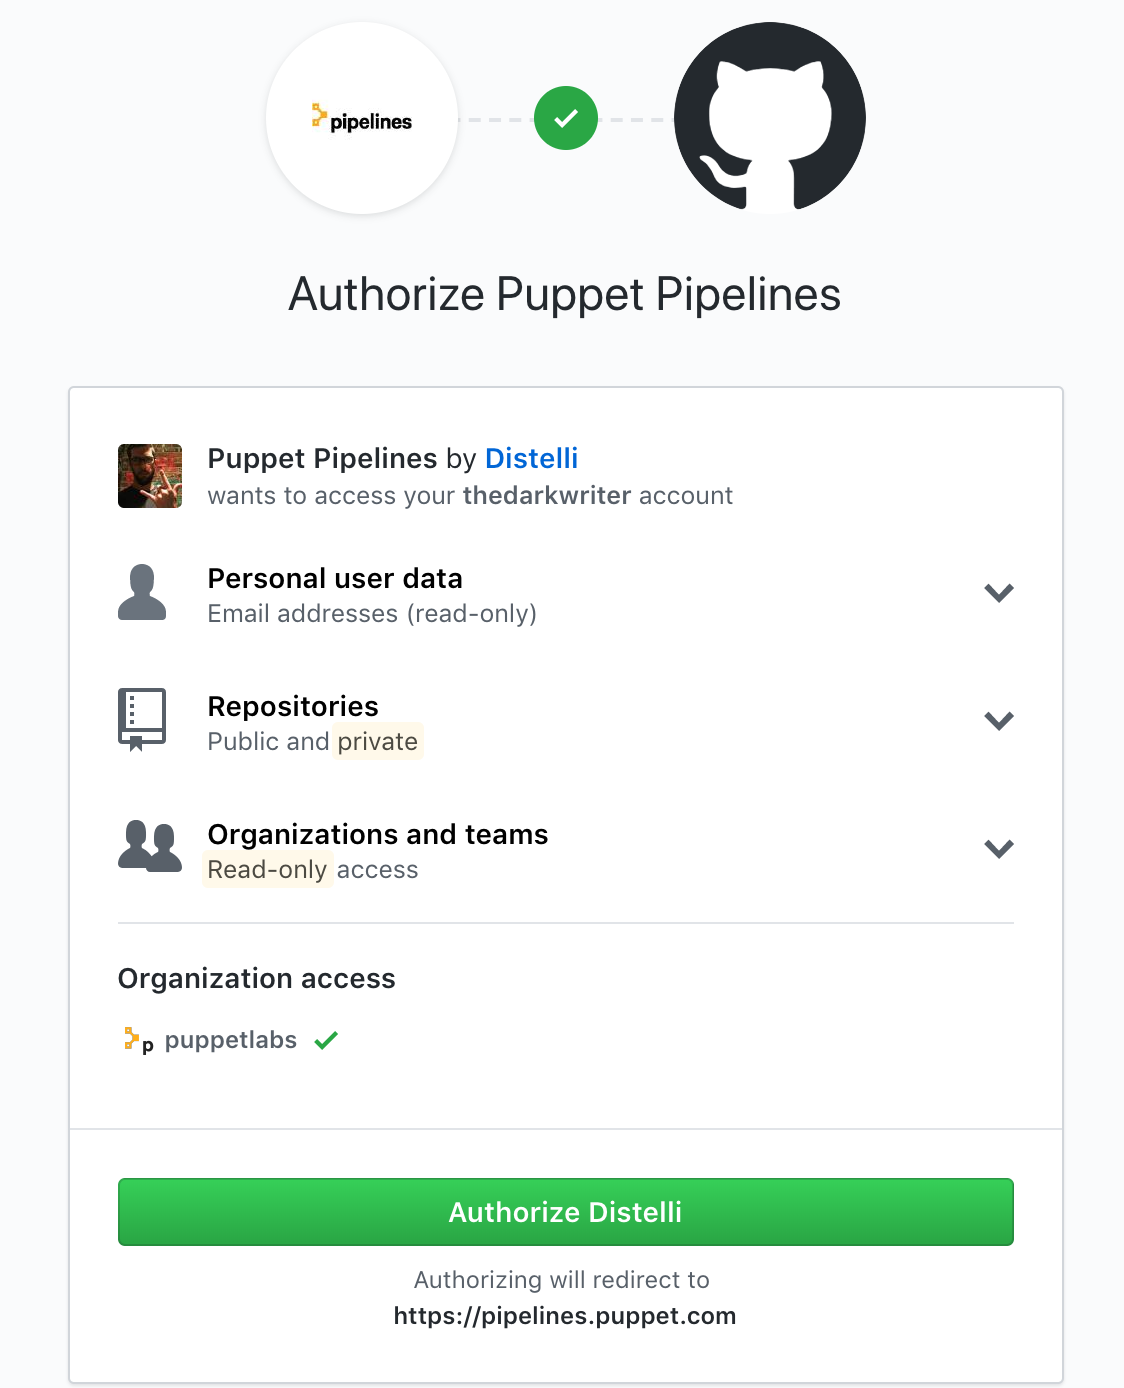 pipelines
Authorize Puppet Pipelines
Puppet Pipelines by Distelli
wants to access your thedarkwriter account
Personal user data
Email addresses (read-only)
Repositories
Public and private
Organizations and teams
Read-only access
Organization access
p puppetlabs
Authorize Distelli
Authorizing will redirect to
https://pipelines.puppet.com